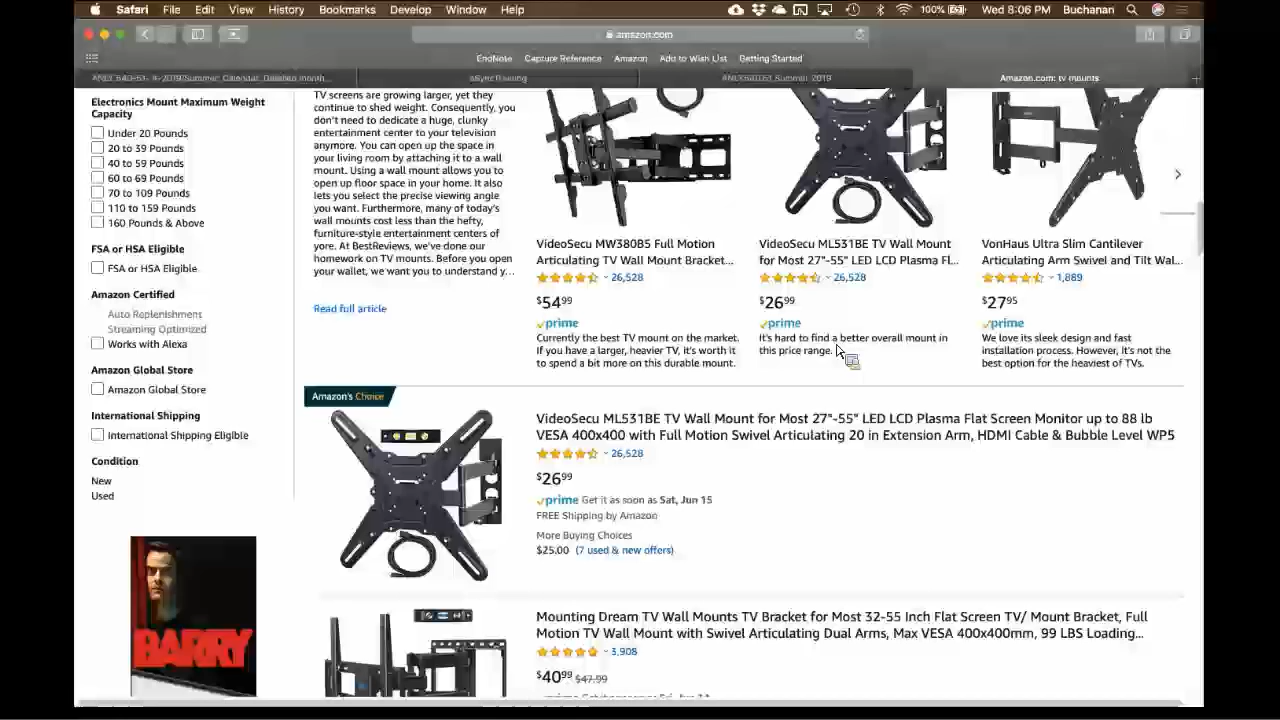 Safari File Edit View History Bookmarks Develop Window Help 100% Wed 8:06 PM Buchanan
amazon.com
EndNote Capture Reference Amazon Add to Wish List Getting Started
Amazon.com: tv mounts
Electronics Mount Maximum Weight
Capacity
Under 20 Pounds
20 to 39 Pounds
40 to 59 Pounds
60 to 69 Pounds
70 to 109 Pounds
110 to 159 Pounds
160 Pounds & Above
FSA or HSA Eligible
FSA or HSA Eligible
Amazon Certified
Auto Replenishment
Streaming Optimized
Works with Alexa
Amazon Global Store
Amazon Global Store
International Shipping
International Shipping Eligible
Condition
New
Used
BARRY
TV screens are growing larger, yet they
continue to shed weight. Consequently, you
don't need to dedicate a huge, clunky
entertainment center to your television
anymore. You can open up the space in
your living room by attaching it to a wall
mount. Using a wall mount allows you to
open up floor space in your home. It also
lets you select the precise viewing angle
you want. Furthermore, many of today's
wall mounts cost less than the hefty,
furniture-style entertainment centers of
yore. At BestReviews, we've done our
homework on TV mounts. Before you open
your wallet, we want you to understand y...
Read full article
VideoSecu MW380B5 Full Motion
Articulating TV Wall Mount Bracket...
26,528
$54.99
prime
Currently the best TV mount on the market.
If you have a larger, heavier TV, it's worth it
to spend a bit more on this durable mount.
VideoSecu ML531BE TV Wall Mount
for Most 27"-55" LED LCD Plasma Fl...
26,528
$26.99
prime
It's hard to find a better overall mount in
this price range.
VonHaus Ultra Slim Cantilever
Articulating Arm Swivel and Tilt Wal...
1,889
$27.95
prime
We love its sleek design and fast
installation process. However, it's not the
best option for the heaviest of TVs.
Amazon's Choice
VideoSecu ML531BE TV Wall Mount for Most 27"-55" LED LCD Plasma Flat Screen Monitor up to 88 lb
VESA 400x400 with Full Motion Swivel Articulating 20 in Extension Arm, HDMI Cable & Bubble Level WP5
26,528
$26.99
prime Get it as soon as Sat, Jun 15
FREE Shipping by Amazon
More Buying Choices
$25.00 (7 used & new offers)
Mounting Dream TV Wall Mounts TV Bracket for Most 32-55 Inch Flat Screen TV/ Mount Bracket, Full
Motion TV Wall Mount with Swivel Articulating Dual Arms, Max VESA 400x400mm, 99 LBS Loading...
3,908
$40.99 $47.99